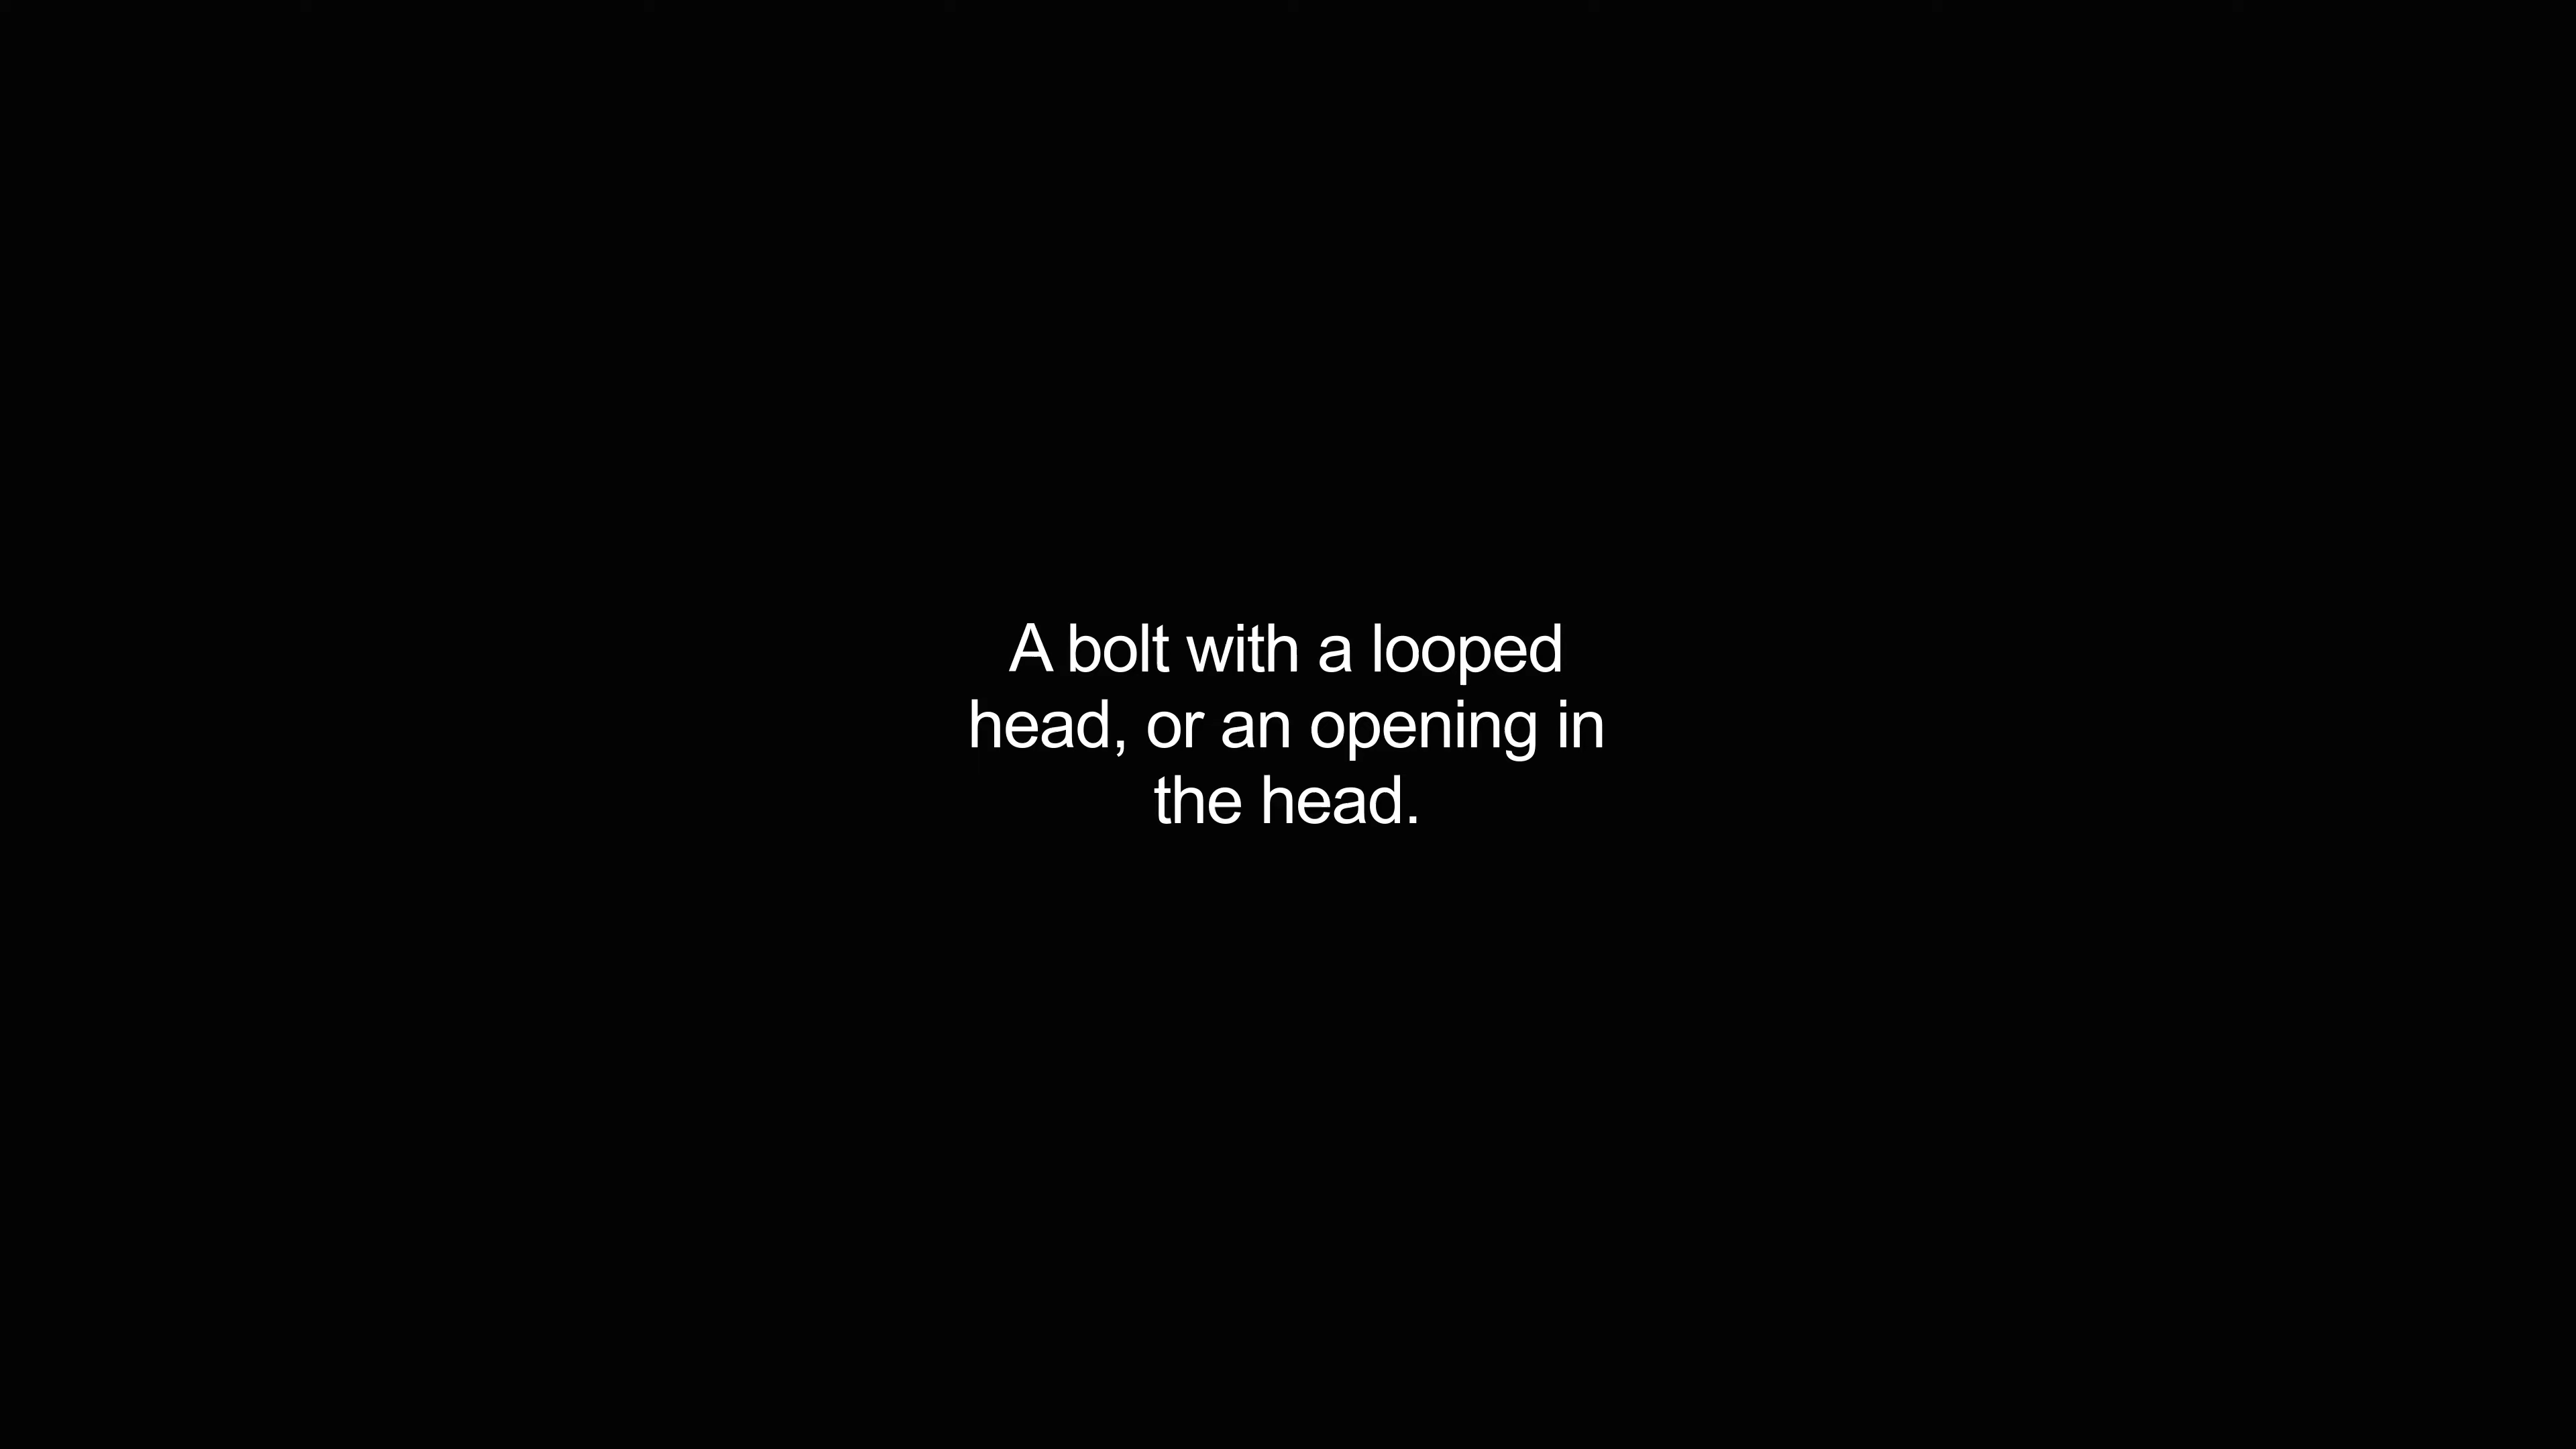 A bolt with a looped
head, or an opening in
the head.